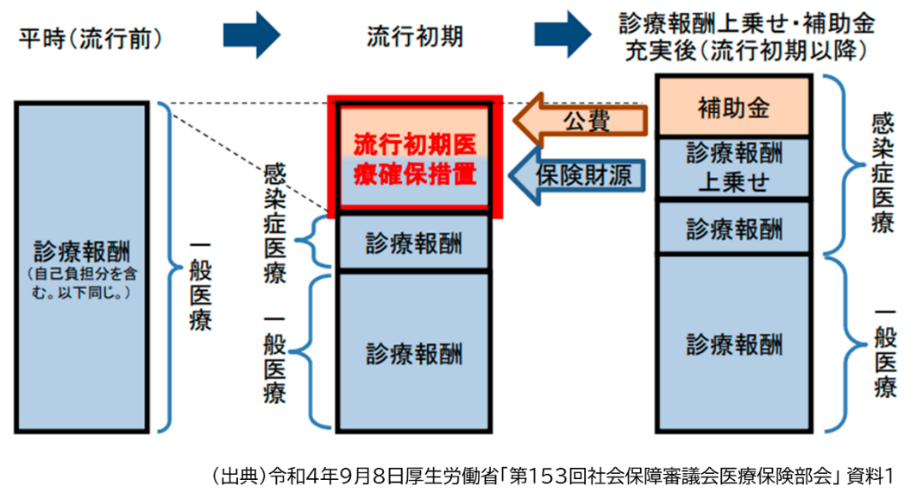 平時(流行前)
流行初期
診療報酬上乗せ・補助金
充実後(流行初期以降)
診療報酬
(自己負担分を含
む。以下同じ。)
一般医療
流行初期医
療確保措置
診療報酬
診療報酬
感染症医療
一般医療
公費
保険財源
補助金
診療報酬
上乗せ
診療報酬
診療報酬
感染症医療
一般医療
(出典)令和4年9月8日厚生労働省「第153回社会保障審議会医療保険部会」 資料1